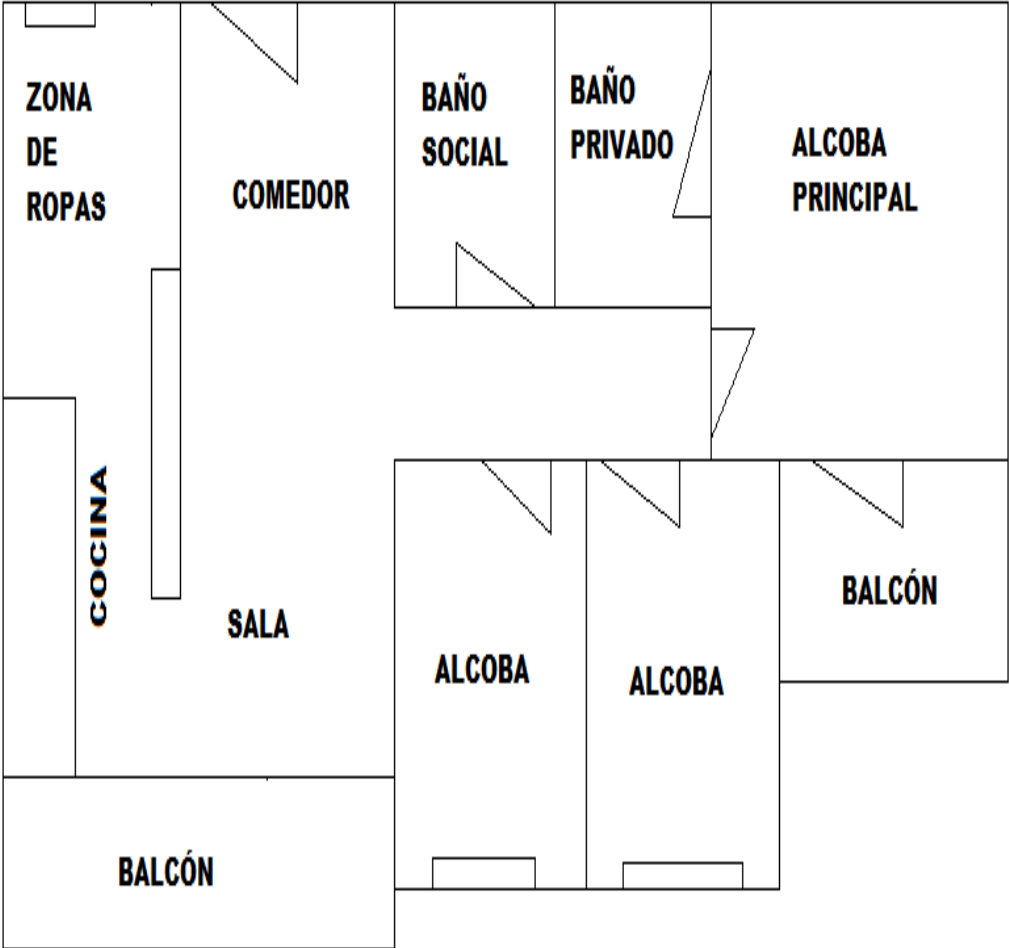 ZONA
DE
ROPAS
COMEDOR
BAÑO
SOCIAL
BAÑO
PRIVADO
ALCOBA
PRINCIPAL
COCINA
SALA
ALCOBA
ALCOBA
BALCÓN
BALCÓN